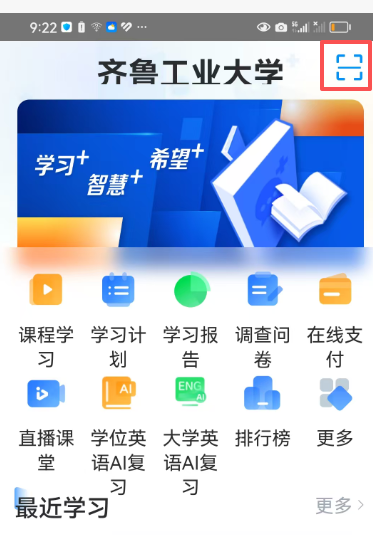 9:22
齐鲁工业大学
学习+
智慧+
希望+
课程学习
学习计划
学习报告
调查问卷
在线支付
AI
ENG
AI
直播课堂
学位英语AI复习
大学英语AI复习
排行榜
更多
最近学习
更多